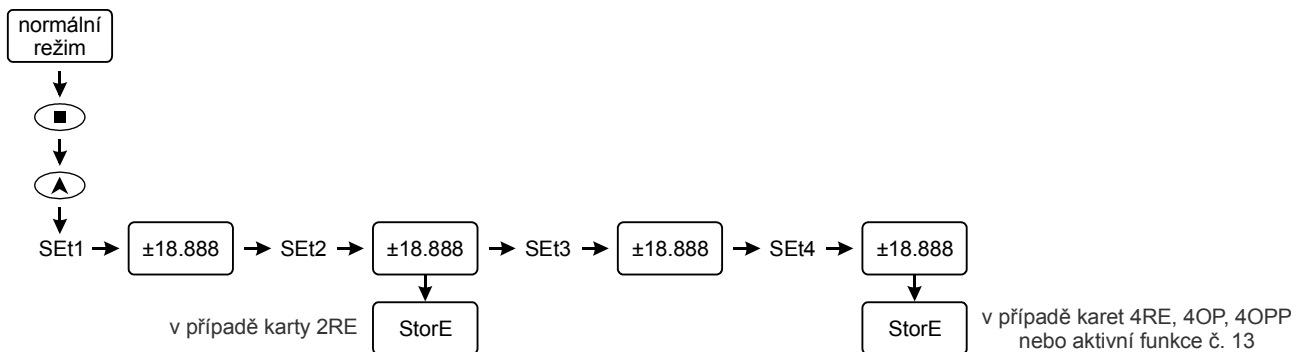 normální
režim
SEt1
±18.888
SEt2
±18.888
SEt3
±18.888
SEt4
±18.888
v případě karty 2RE
StorE
StorE
v případě karet 4RE, 4OP, 4OPP
nebo aktivní funkce č. 13